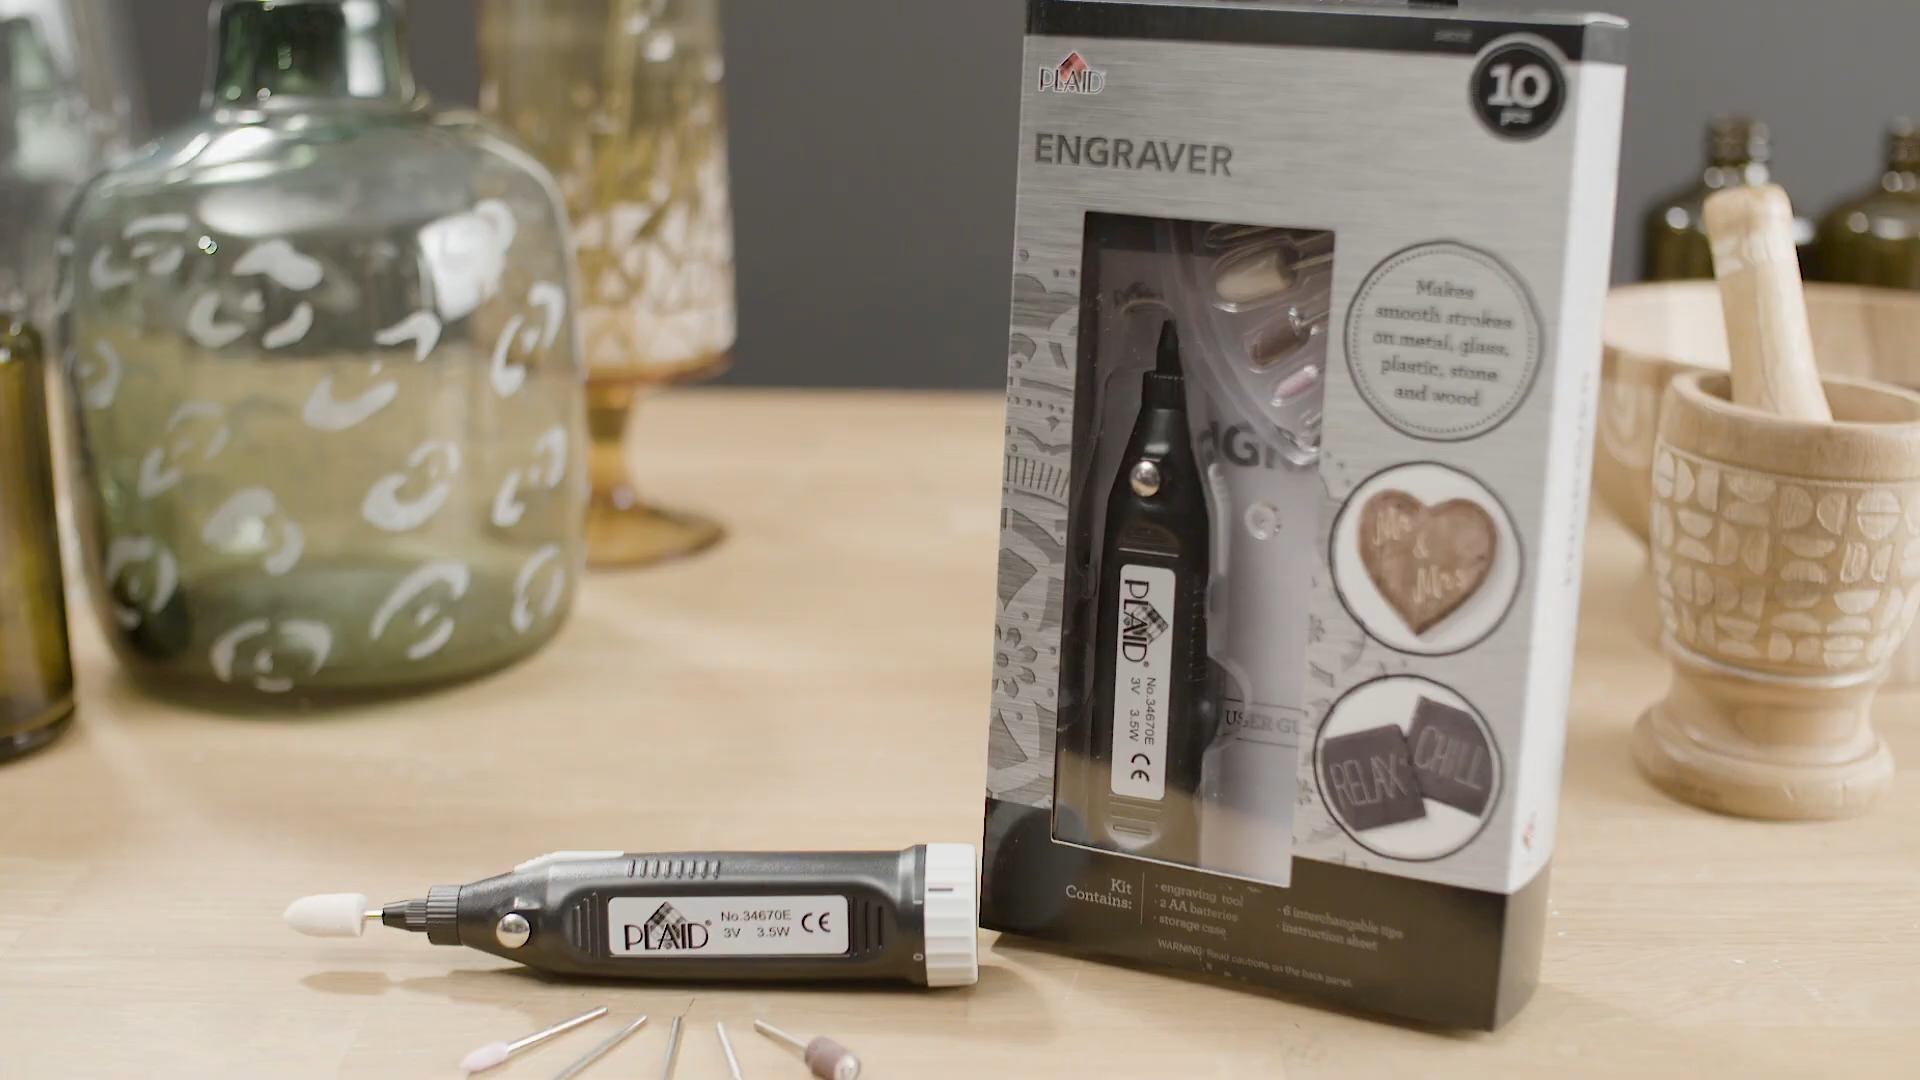 PLAID
10
pcs
ENGRAVER
Makes
smooth strokes
on metal, glass,
plastic, stone
and wood
Mr
&
Mrs
PLAID®
No.34670E
3V 3.5W CE
USER GU
RELAX
CHILL
Kit
Contains:
· engraving tool
· 2 AA batteries
· storage case
· 6 interchangable tips
· instruction sheet
WARNING: Read cautions on the back panel.
PLAID®
No.34670E
3V 3.5W CE
0